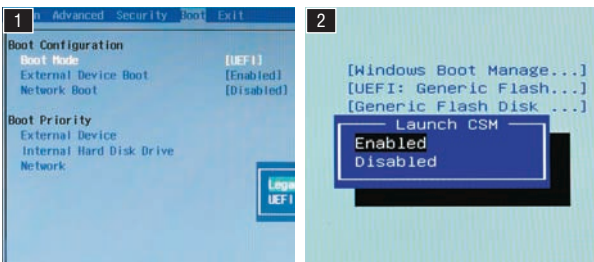 1
Advanced Security Boot Exit
Boot Configuration
Boot Mode [UEFI]
External Device Boot [Enabled]
Network Boot [Disabled]
Boot Priority
External Device
Internal Hard Disk Drive
Network
UEFI
2
[Windows Boot Manage...]
[UEFI: Generic Flash...]
[Generic Flash Disk ...]
Launch CSM
Enabled
Disabled